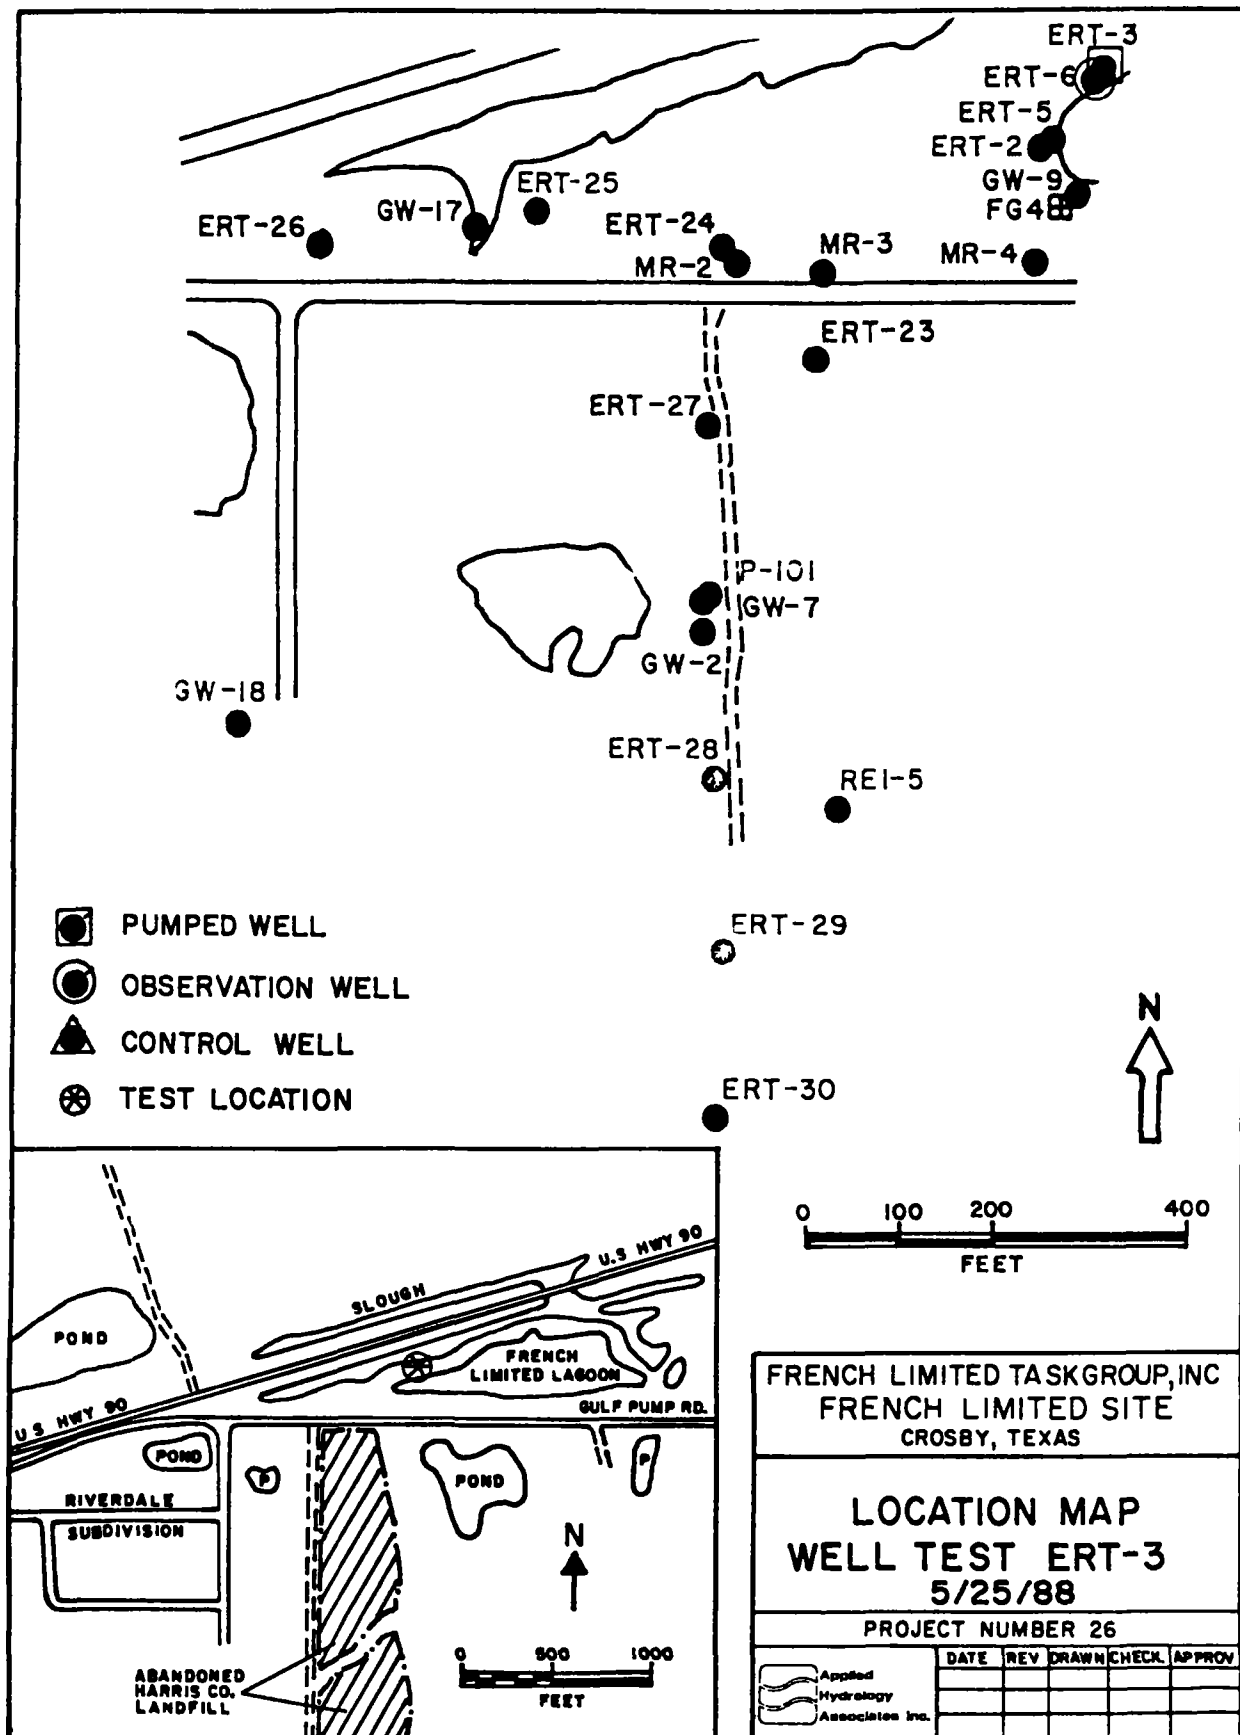 ERT-3
ERT-6
ERT-5
ERT-2
GW-9
FG4
ERT-25
GW-17
ERT-26
ERT-24
MR-2
MR-3
MR-4
ERT-23
ERT-27
P-101
GW-7
GW-2
GW-18
ERT-28
REI-5
PUMPED WELL
OBSERVATION WELL
CONTROL WELL
TEST LOCATION
ERT-29
ERT-30
N
0 100 200 400
FEET
U.S HWY 90
SLOUGH
POND
FRENCH
LIMITED LAGOON
GULF PUMP RD.
U S HWY 90
POND
P
POND
P
RIVERDALE
SUBDIVISION
N
0 500 1000
FEET
ABANDONED
HARRIS CO.
LANDFILL
FRENCH LIMITED TASKGROUP, INC
FRENCH LIMITED SITE
CROSBY, TEXAS
LOCATION MAP
WELL TEST ERT-3
5/25/88
PROJECT NUMBER 26
DATE REV DRAWN CHECK. APPROV
Applied
Hydrology
Associates Inc.